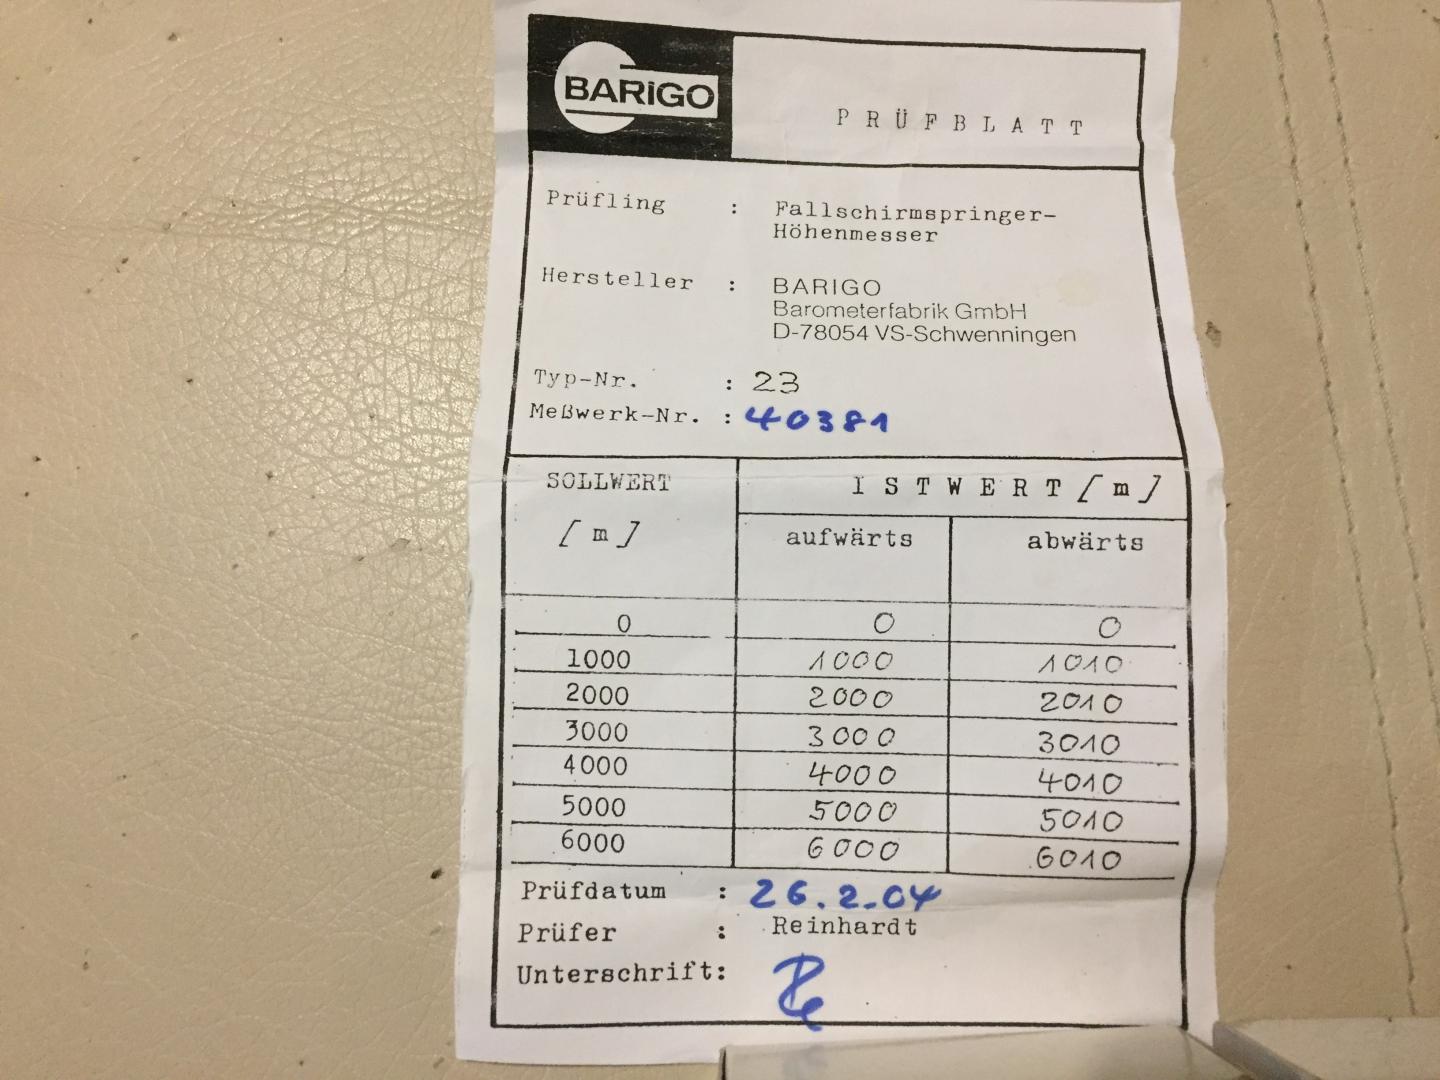 BARiGO
PRÜFBLATT
Prüfling : Fallschirmspringer-
Höhenmesser
Hersteller : BARIGO
Barometerfabrik GmbH
D-78054 VS-Schwenningen
Typ-Nr. : 23
Meßwerk-Nr. : 40381
SOLLWERT ISTWERT [m]
[m] aufwärts abwärts
0 0 0
1000 1000 1010
2000 2000 2010
3000 3000 3010
4000 4000 4010
5000 5000 5010
6000 6000 6010
Prüfdatum : 26.2.04
Prüfer : Reinhardt
Unterschrift: